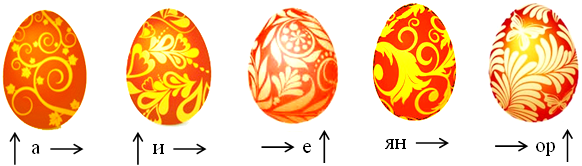 ↑ а → ↑ и → → е ↑ ян → → ор ↑